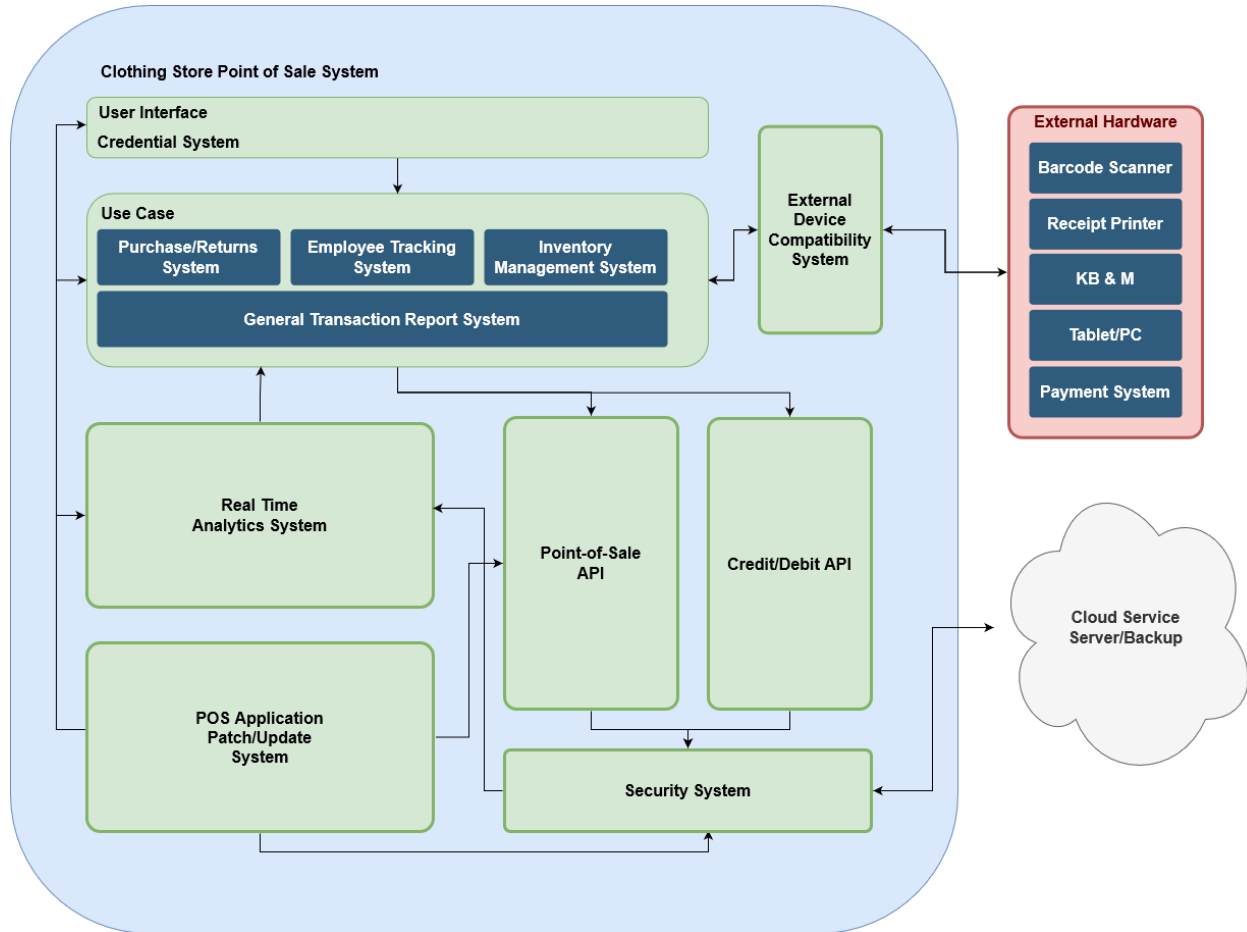 Clothing Store Point of Sale System
User Interface
Credential System
Use Case
Purchase/Returns
System
Employee Tracking
System
Inventory
Management System
General Transaction Report System
External
Device
Compatibility
System
External Hardware
Barcode Scanner
Receipt Printer
KB & M
Tablet/PC
Payment System
Real Time
Analytics System
Point-of-Sale
API
Credit/Debit API
POS Application
Patch/Update
System
Security System
Cloud Service
Server/Backup